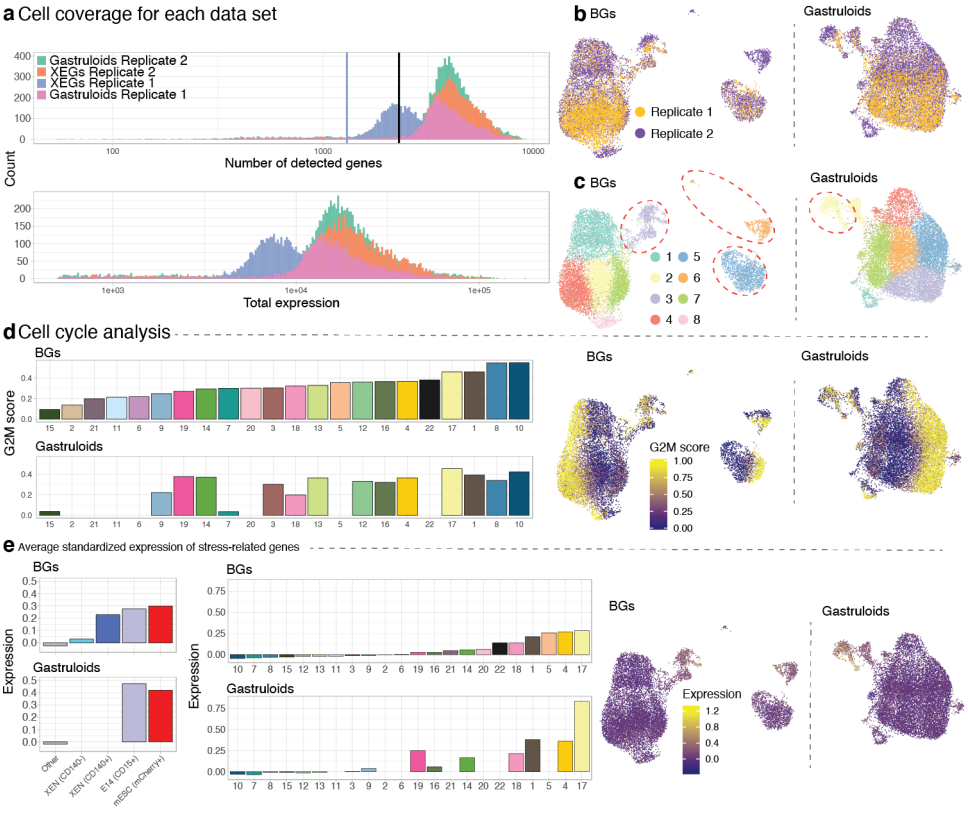 a Cell coverage for each data set
Gastruloids Replicate 2
XEGs Replicate 2
XEGs Replicate 1
Gastruloids Replicate 1
400
300
200
100
0
100 1000 10000
Number of detected genes
Count
200
150
100
50
0
1e+03 1e+04 1e+05
Total expression
b BGs
Gastruloids
Replicate 1
Replicate 2
c BGs
Gastruloids
1 5
2 6
3 7
4 8
d Cell cycle analysis
BGs
G2M score
0.4
0.2
0.0
15 2 21 11 6 9 19 14 7 20 3 18 13 5 12 16 4 22 17 1 8 10
Gastruloids
0.4
0.2
0.0
15 2 21 11 6 9 19 14 7 20 3 18 13 5 12 16 4 22 17 1 8 10
BGs
Gastruloids
G2M score
1.00
0.75
0.50
0.25
0.00
e Average standardized expression of stress-related genes
BGs
Expression
0.5
0.4
0.3
0.2
0.1
0.0
Gastruloids
0.5
0.4
0.3
0.2
0.1
0.0
Other
XEN (CD140-)
XEN (CD140+)
E14 (CD15+)
mESC (mCherry+)
BGs
Expression
0.75
0.50
0.25
0.00
10 7 8 15 12 11 3 9 2 6 19 16 21 14 20 22 18 1 5 4 17
Gastruloids
0.75
0.50
0.25
0.00
10 7 8 15 12 13 11 3 9 2 6 19 16 21 14 20 22 18 1 5 4 17
BGs
Gastruloids
Expression
1.2
0.8
0.4
0.0